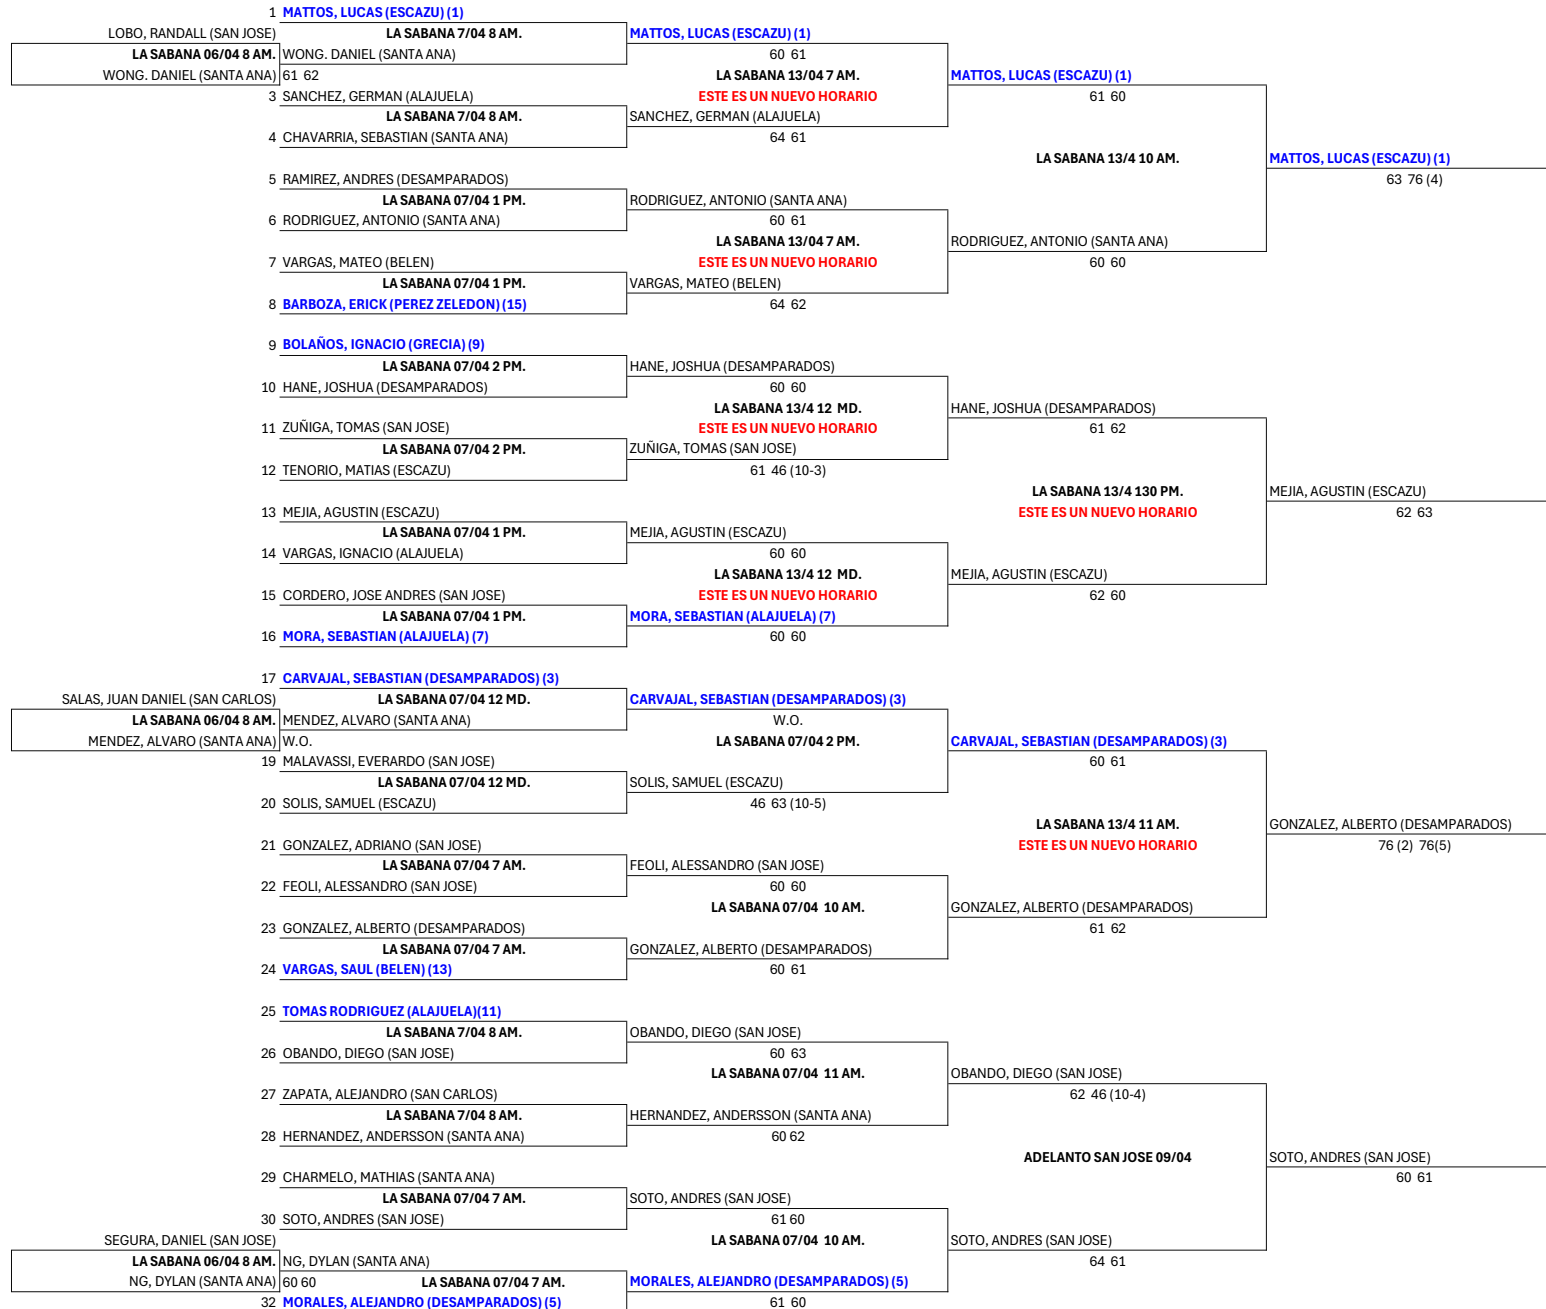 1 MATTOS, LUCAS (ESCAZU) (1)
LOBO, RANDALL (SAN JOSE) LA SABANA 7/04 8 AM. MATTOS, LUCAS (ESCAZU) (1)
LA SABANA 06/04 8 AM. WONG. DANIEL (SANTA ANA) 60 61
WONG. DANIEL (SANTA ANA) 61 62 LA SABANA 13/04 7 AM. MATTOS, LUCAS (ESCAZU) (1)
3 SANCHEZ, GERMAN (ALAJUELA) ESTE ES UN NUEVO HORARIO 61 60
LA SABANA 7/04 8 AM. SANCHEZ, GERMAN (ALAJUELA)
4 CHAVARRIA, SEBASTIAN (SANTA ANA) 64 61
LA SABANA 13/4 10 AM. MATTOS, LUCAS (ESCAZU) (1)
5 RAMIREZ, ANDRES (DESAMPARADOS) 63 76 (4)
LA SABANA 07/04 1 PM. RODRIGUEZ, ANTONIO (SANTA ANA)
6 RODRIGUEZ, ANTONIO (SANTA ANA) 60 61
LA SABANA 13/04 7 AM. RODRIGUEZ, ANTONIO (SANTA ANA)
7 VARGAS, MATEO (BELEN) ESTE ES UN NUEVO HORARIO 60 60
LA SABANA 07/04 1 PM. VARGAS, MATEO (BELEN)
8 BARBOZA, ERICK (PEREZ ZELEDON) (15) 64 62
9 BOLAÑOS, IGNACIO (GRECIA) (9)
LA SABANA 07/04 2 PM. HANE, JOSHUA (DESAMPARADOS)
10 HANE, JOSHUA (DESAMPARADOS) 60 60
LA SABANA 13/4 12 MD. HANE, JOSHUA (DESAMPARADOS)
11 ZUÑIGA, TOMAS (SAN JOSE) ESTE ES UN NUEVO HORARIO 61 62
LA SABANA 07/04 2 PM. ZUÑIGA, TOMAS (SAN JOSE)
12 TENORIO, MATIAS (ESCAZU) 61 46 (10-3)
LA SABANA 13/4 130 PM. MEJIA, AGUSTIN (ESCAZU)
13 MEJIA, AGUSTIN (ESCAZU) ESTE ES UN NUEVO HORARIO 62 63
LA SABANA 07/04 1 PM. MEJIA, AGUSTIN (ESCAZU)
14 VARGAS, IGNACIO (ALAJUELA) 60 60
LA SABANA 13/4 12 MD. MEJIA, AGUSTIN (ESCAZU)
15 CORDERO, JOSE ANDRES (SAN JOSE) ESTE ES UN NUEVO HORARIO 62 60
LA SABANA 07/04 1 PM. MORA, SEBASTIAN (ALAJUELA) (7)
16 MORA, SEBASTIAN (ALAJUELA) (7) 60 60
17 CARVAJAL, SEBASTIAN (DESAMPARADOS) (3)
SALAS, JUAN DANIEL (SAN CARLOS) LA SABANA 07/04 12 MD. CARVAJAL, SEBASTIAN (DESAMPARADOS) (3)
LA SABANA 06/04 8 AM. MENDEZ, ALVARO (SANTA ANA) W.O.
MENDEZ, ALVARO (SANTA ANA) W.O. LA SABANA 07/04 2 PM. CARVAJAL, SEBASTIAN (DESAMPARADOS) (3)
19 MALAVASSI, EVERARDO (SAN JOSE) 60 61
LA SABANA 07/04 12 MD. SOLIS, SAMUEL (ESCAZU)
20 SOLIS, SAMUEL (ESCAZU) 46 63 (10-5)
LA SABANA 13/4 11 AM. GONZALEZ, ALBERTO (DESAMPARADOS)
21 GONZALEZ, ADRIANO (SAN JOSE) ESTE ES UN NUEVO HORARIO 76 (2) 76(5)
LA SABANA 07/04 7 AM. FEOLI, ALESSANDRO (SAN JOSE)
22 FEOLI, ALESSANDRO (SAN JOSE) 60 60
LA SABANA 07/04 10 AM. GONZALEZ, ALBERTO (DESAMPARADOS)
23 GONZALEZ, ALBERTO (DESAMPARADOS) 61 62
LA SABANA 07/04 7 AM. GONZALEZ, ALBERTO (DESAMPARADOS)
24 VARGAS, SAUL (BELEN) (13) 60 61
25 TOMAS RODRIGUEZ (ALAJUELA)(11)
LA SABANA 7/04 8 AM. OBANDO, DIEGO (SAN JOSE)
26 OBANDO, DIEGO (SAN JOSE) 60 63
LA SABANA 07/04 11 AM. OBANDO, DIEGO (SAN JOSE)
27 ZAPATA, ALEJANDRO (SAN CARLOS) 62 46 (10-4)
LA SABANA 7/04 8 AM. HERNANDEZ, ANDERSSON (SANTA ANA)
28 HERNANDEZ, ANDERSSON (SANTA ANA) 60 62
ADELANTO SAN JOSE 09/04 SOTO, ANDRES (SAN JOSE)
29 CHARMELO, MATHIAS (SANTA ANA) 60 61
LA SABANA 07/04 7 AM. SOTO, ANDRES (SAN JOSE)
30 SOTO, ANDRES (SAN JOSE) 61 60
SEGURA, DANIEL (SAN JOSE) LA SABANA 07/04 10 AM. SOTO, ANDRES (SAN JOSE)
LA SABANA 06/04 8 AM. NG, DYLAN (SANTA ANA) 64 61
NG, DYLAN (SANTA ANA) 60 60 LA SABANA 07/04 7 AM. MORALES, ALEJANDRO (DESAMPARADOS) (5)
32 MORALES, ALEJANDRO (DESAMPARADOS) (5) 61 60